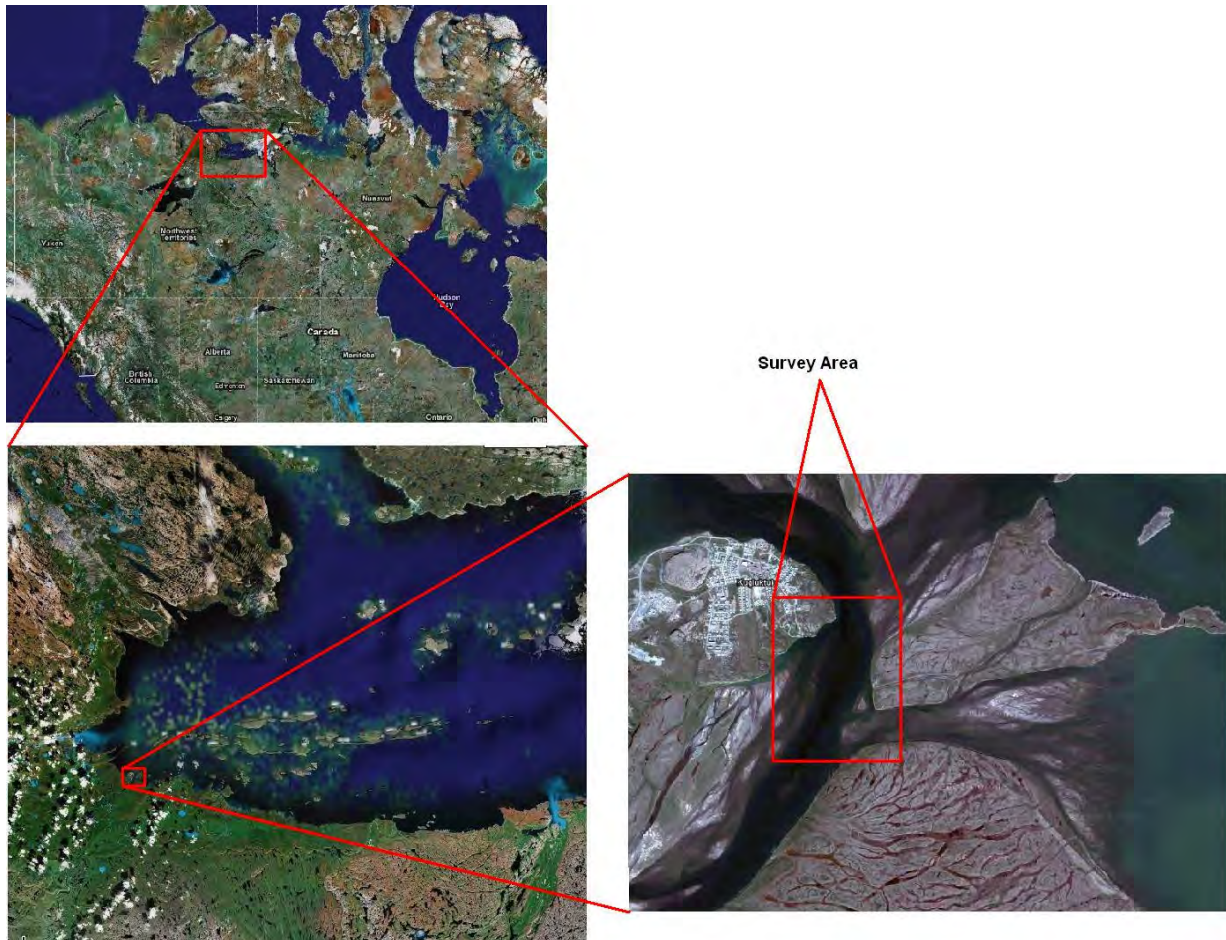 Nunavut
Northwest
Territories
Yukon
Hudson
Bay
Canada
Alberta
Manitoba
British
Columbia
Edmonton
Saskatchewan
Calgary
Ontario
Survey Area
Kugluktuk